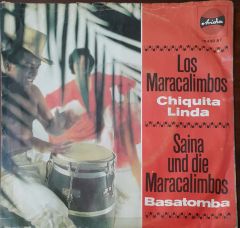 Ariola
Los
Maracalimbos
Chiquita
Linda
Saina
und die
Maracalimbos
Basatomba